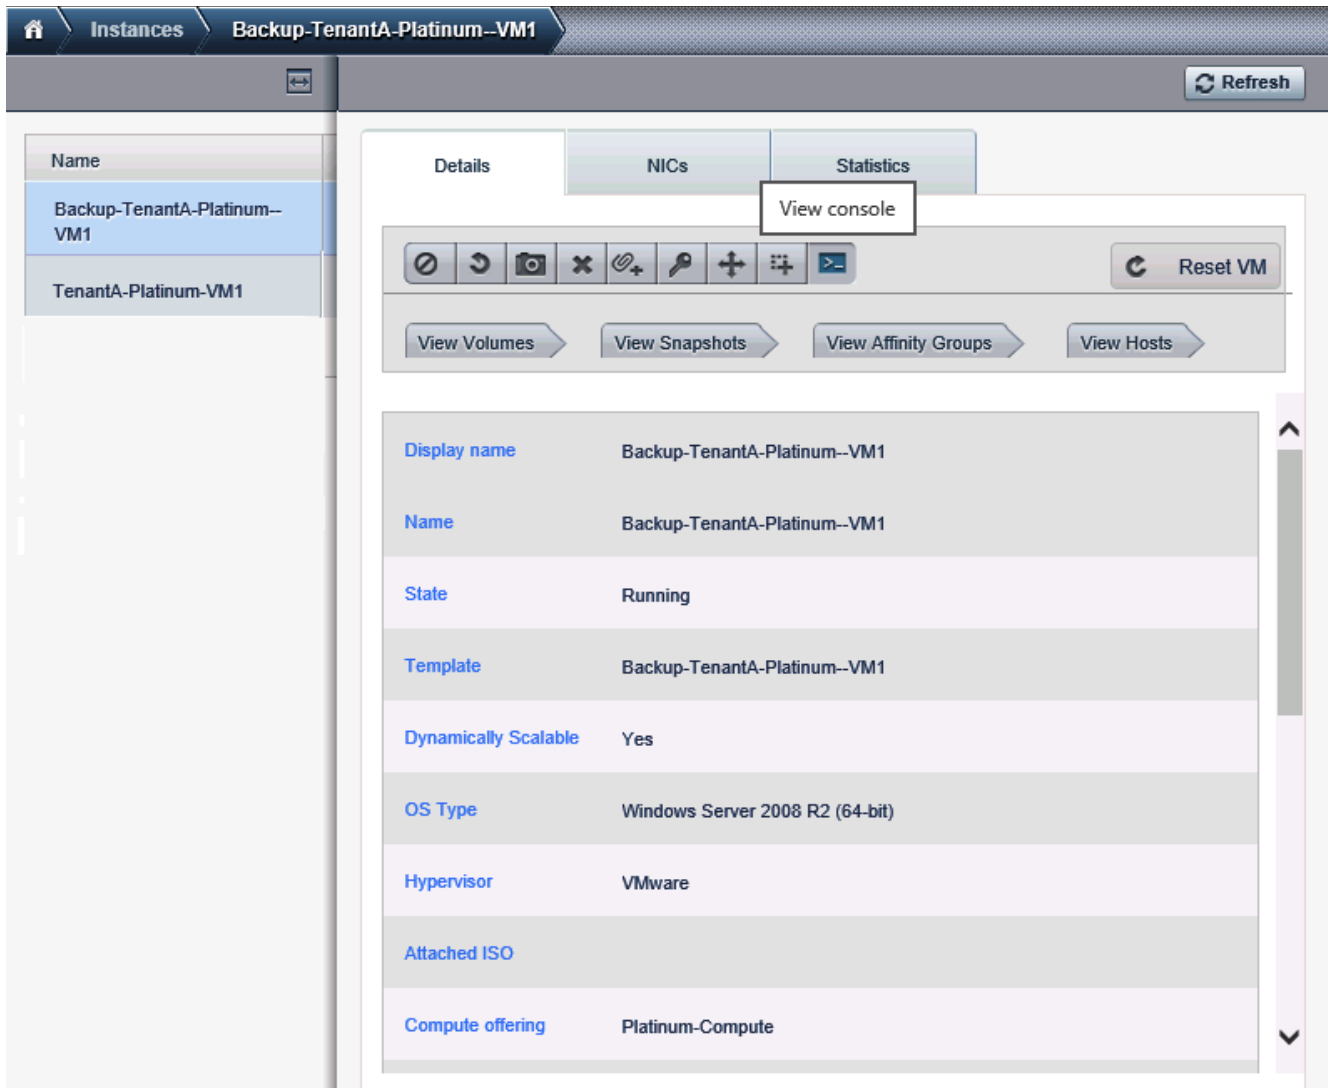 Instances
Backup-TenantA-Platinum--VM1
Refresh
Name
Backup-TenantA-Platinum--
VM1
TenantA-Platinum-VM1
Details
NICs
Statistics
View console
Reset VM
View Volumes
View Snapshots
View Affinity Groups
View Hosts
Display name
Backup-TenantA-Platinum--VM1
Name
Backup-TenantA-Platinum--VM1
State
Running
Template
Backup-TenantA-Platinum--VM1
Dynamically Scalable
Yes
OS Type
Windows Server 2008 R2 (64-bit)
Hypervisor
VMware
Attached ISO
Compute offering
Platinum-Compute